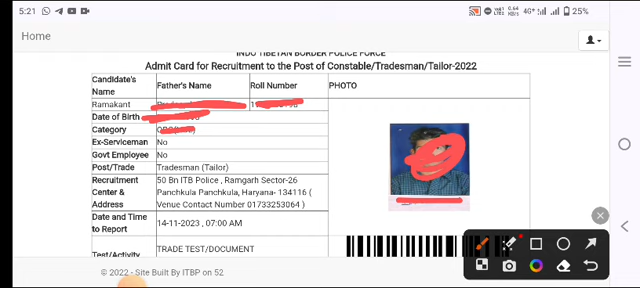 5:21
4G+
25%
Home
INDO TIBETAN BORDER POLICE FORCE
Admit Card for Recruitment to the Post of Constable/Tradesman/Tailor-2022
Candidate's Name Father's Name Roll Number PHOTO
Ramakant
Date of Birth
Category
Ex-Serviceman No
Govt Employee No
Post/Trade Tradesman (Tailor)
Recruitment 50 Bn ITB Police , Ramgarh Sector-26
Center & Panchkula Panchkula, Haryana- 134116 (
Address Venue Contact Number 01733253064 )
Date and Time
to Report 14-11-2023 , 07:00 AM
Test/Activity TRADE TEST/DOCUMENT
© 2022 - Site Built By ITBP on 52